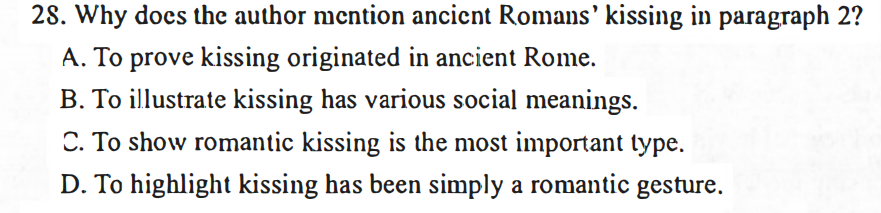 28. Why does the author mention ancient Romans' kissing in paragraph 2?
A. To prove kissing originated in ancient Rome.
B. To illustrate kissing has various social meanings.
C. To show romantic kissing is the most important type.
D. To highlight kissing has been simply a romantic gesture.